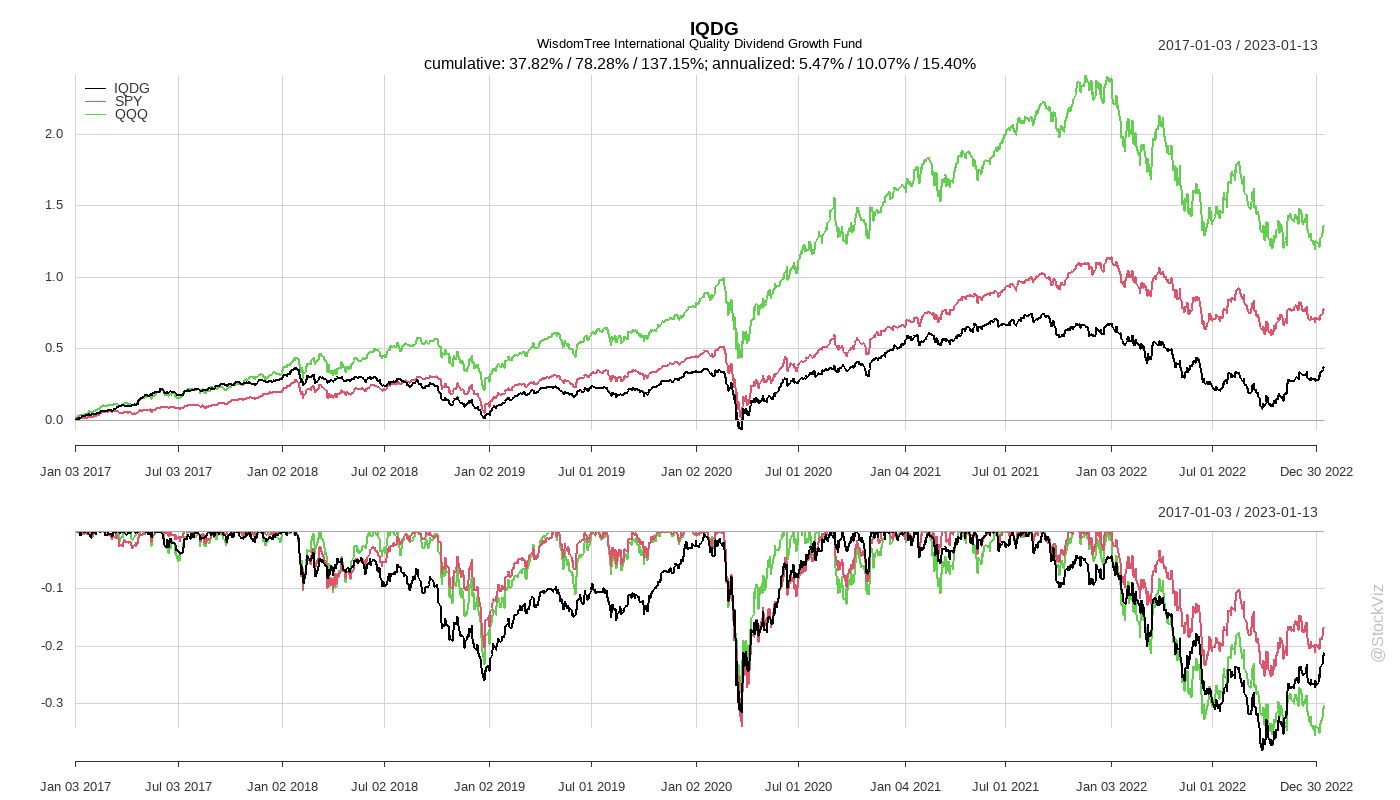 IQDG
WisdomTree International Quality Dividend Growth Fund
2017-01-03 / 2023-01-13
cumulative: 37.82% / 78.28% / 137.15%; annualized: 5.47% / 10.07% / 15.40%
IQDG
SPY
QQQ
2.0
1.5
1.0
0.5
0.0
Jan 03 2017 Jul 03 2017 Jan 02 2018 Jul 02 2018 Jan 02 2019 Jul 01 2019 Jan 02 2020 Jul 01 2020 Jan 04 2021 Jul 01 2021 Jan 03 2022 Jul 01 2022 Dec 30 2022
2017-01-03 / 2023-01-13
-0.1
-0.2
-0.3
Jan 03 2017 Jul 03 2017 Jan 02 2018 Jul 02 2018 Jan 02 2019 Jul 01 2019 Jan 02 2020 Jul 01 2020 Jan 04 2021 Jul 01 2021 Jan 03 2022 Jul 01 2022 Dec 30 2022
@StockViz